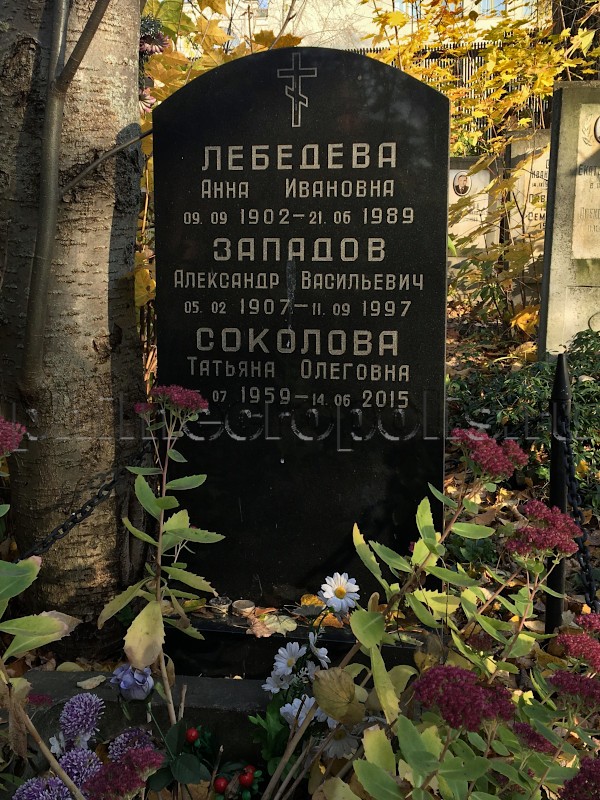 ЛЕБЕДЕВА
АННА ИВАНОВНА
09.09 1902–21.06 1989
ЗАПАДОВ
АЛЕКСАНДР ВАСИЛЬЕВИЧ
05.02 1907–11.09 1997
СОКОЛОВА
ТАТЬЯНА ОЛЕГОВНА
07 1959–14.06 2015